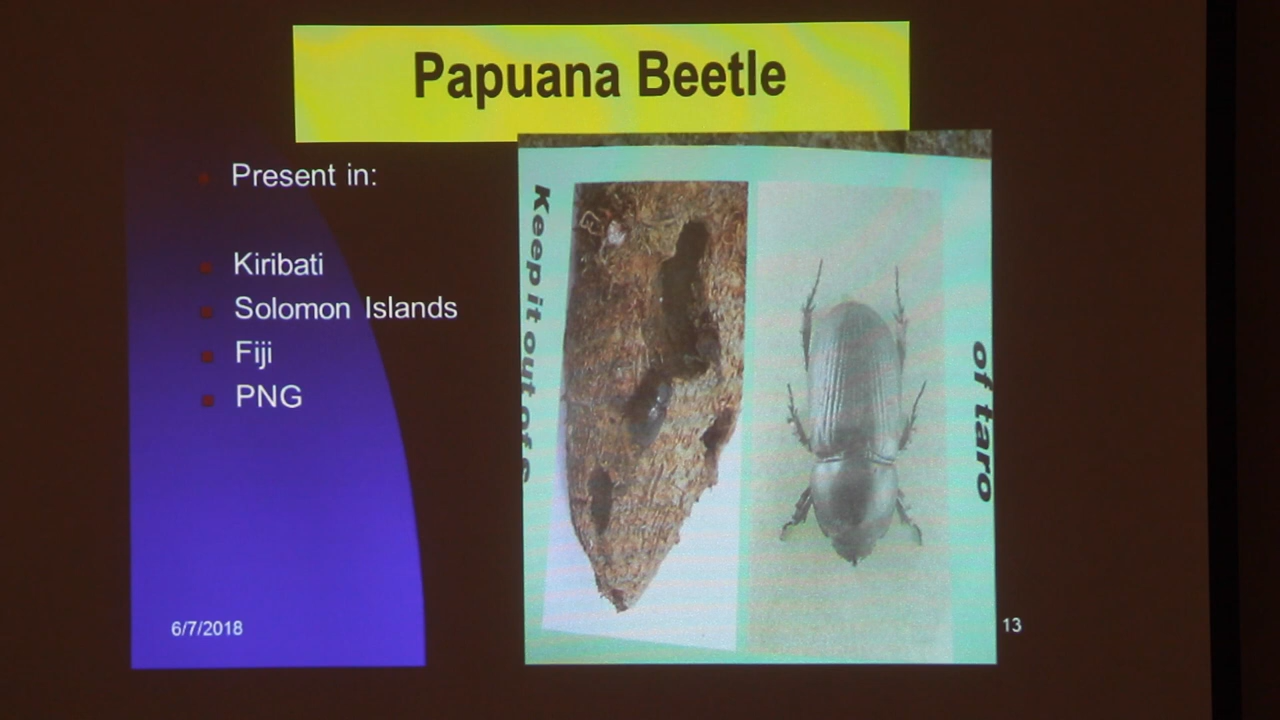 Papuana Beetle
Present in:
Kiribati
Solomon Islands
Fiji
PNG
Keep it out of s
of taro
6/7/2018
13